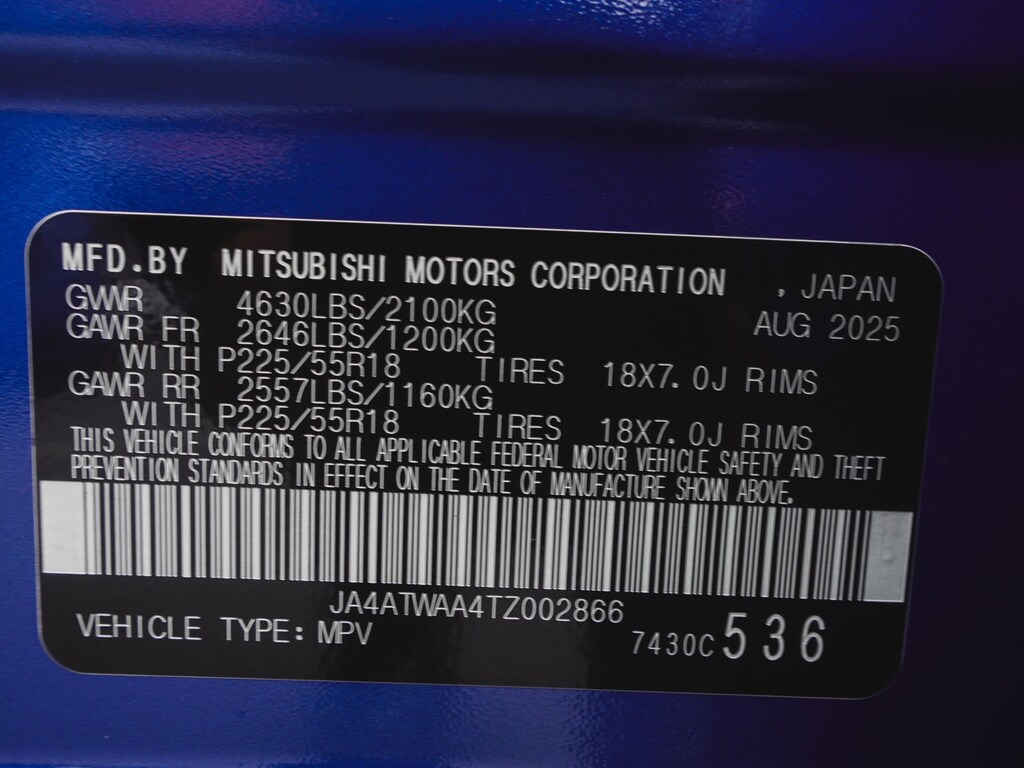 MFD.BY MITSUBISHI MOTORS CORPORATION , JAPAN
GVWR 4630LBS/2100KG AUG 2025
GAWR FR 2646LBS/1200KG
WITH P225/55R18 TIRES 18X7.0J RIMS
GAWR RR 2557LBS/1160KG
WITH P225/55R18 TIRES 18X7.0J RIMS
THIS VEHICLE CONFORMS TO ALL APPLICABLE FEDERAL MOTOR VEHICLE SAFETY AND THEFT
PREVENTION STANDARDS IN EFFECT ON THE DATE OF MANUFACTURE SHOWN ABOVE.
JA4ATWAA4TZ002866
VEHICLE TYPE: MPV 7430C 536